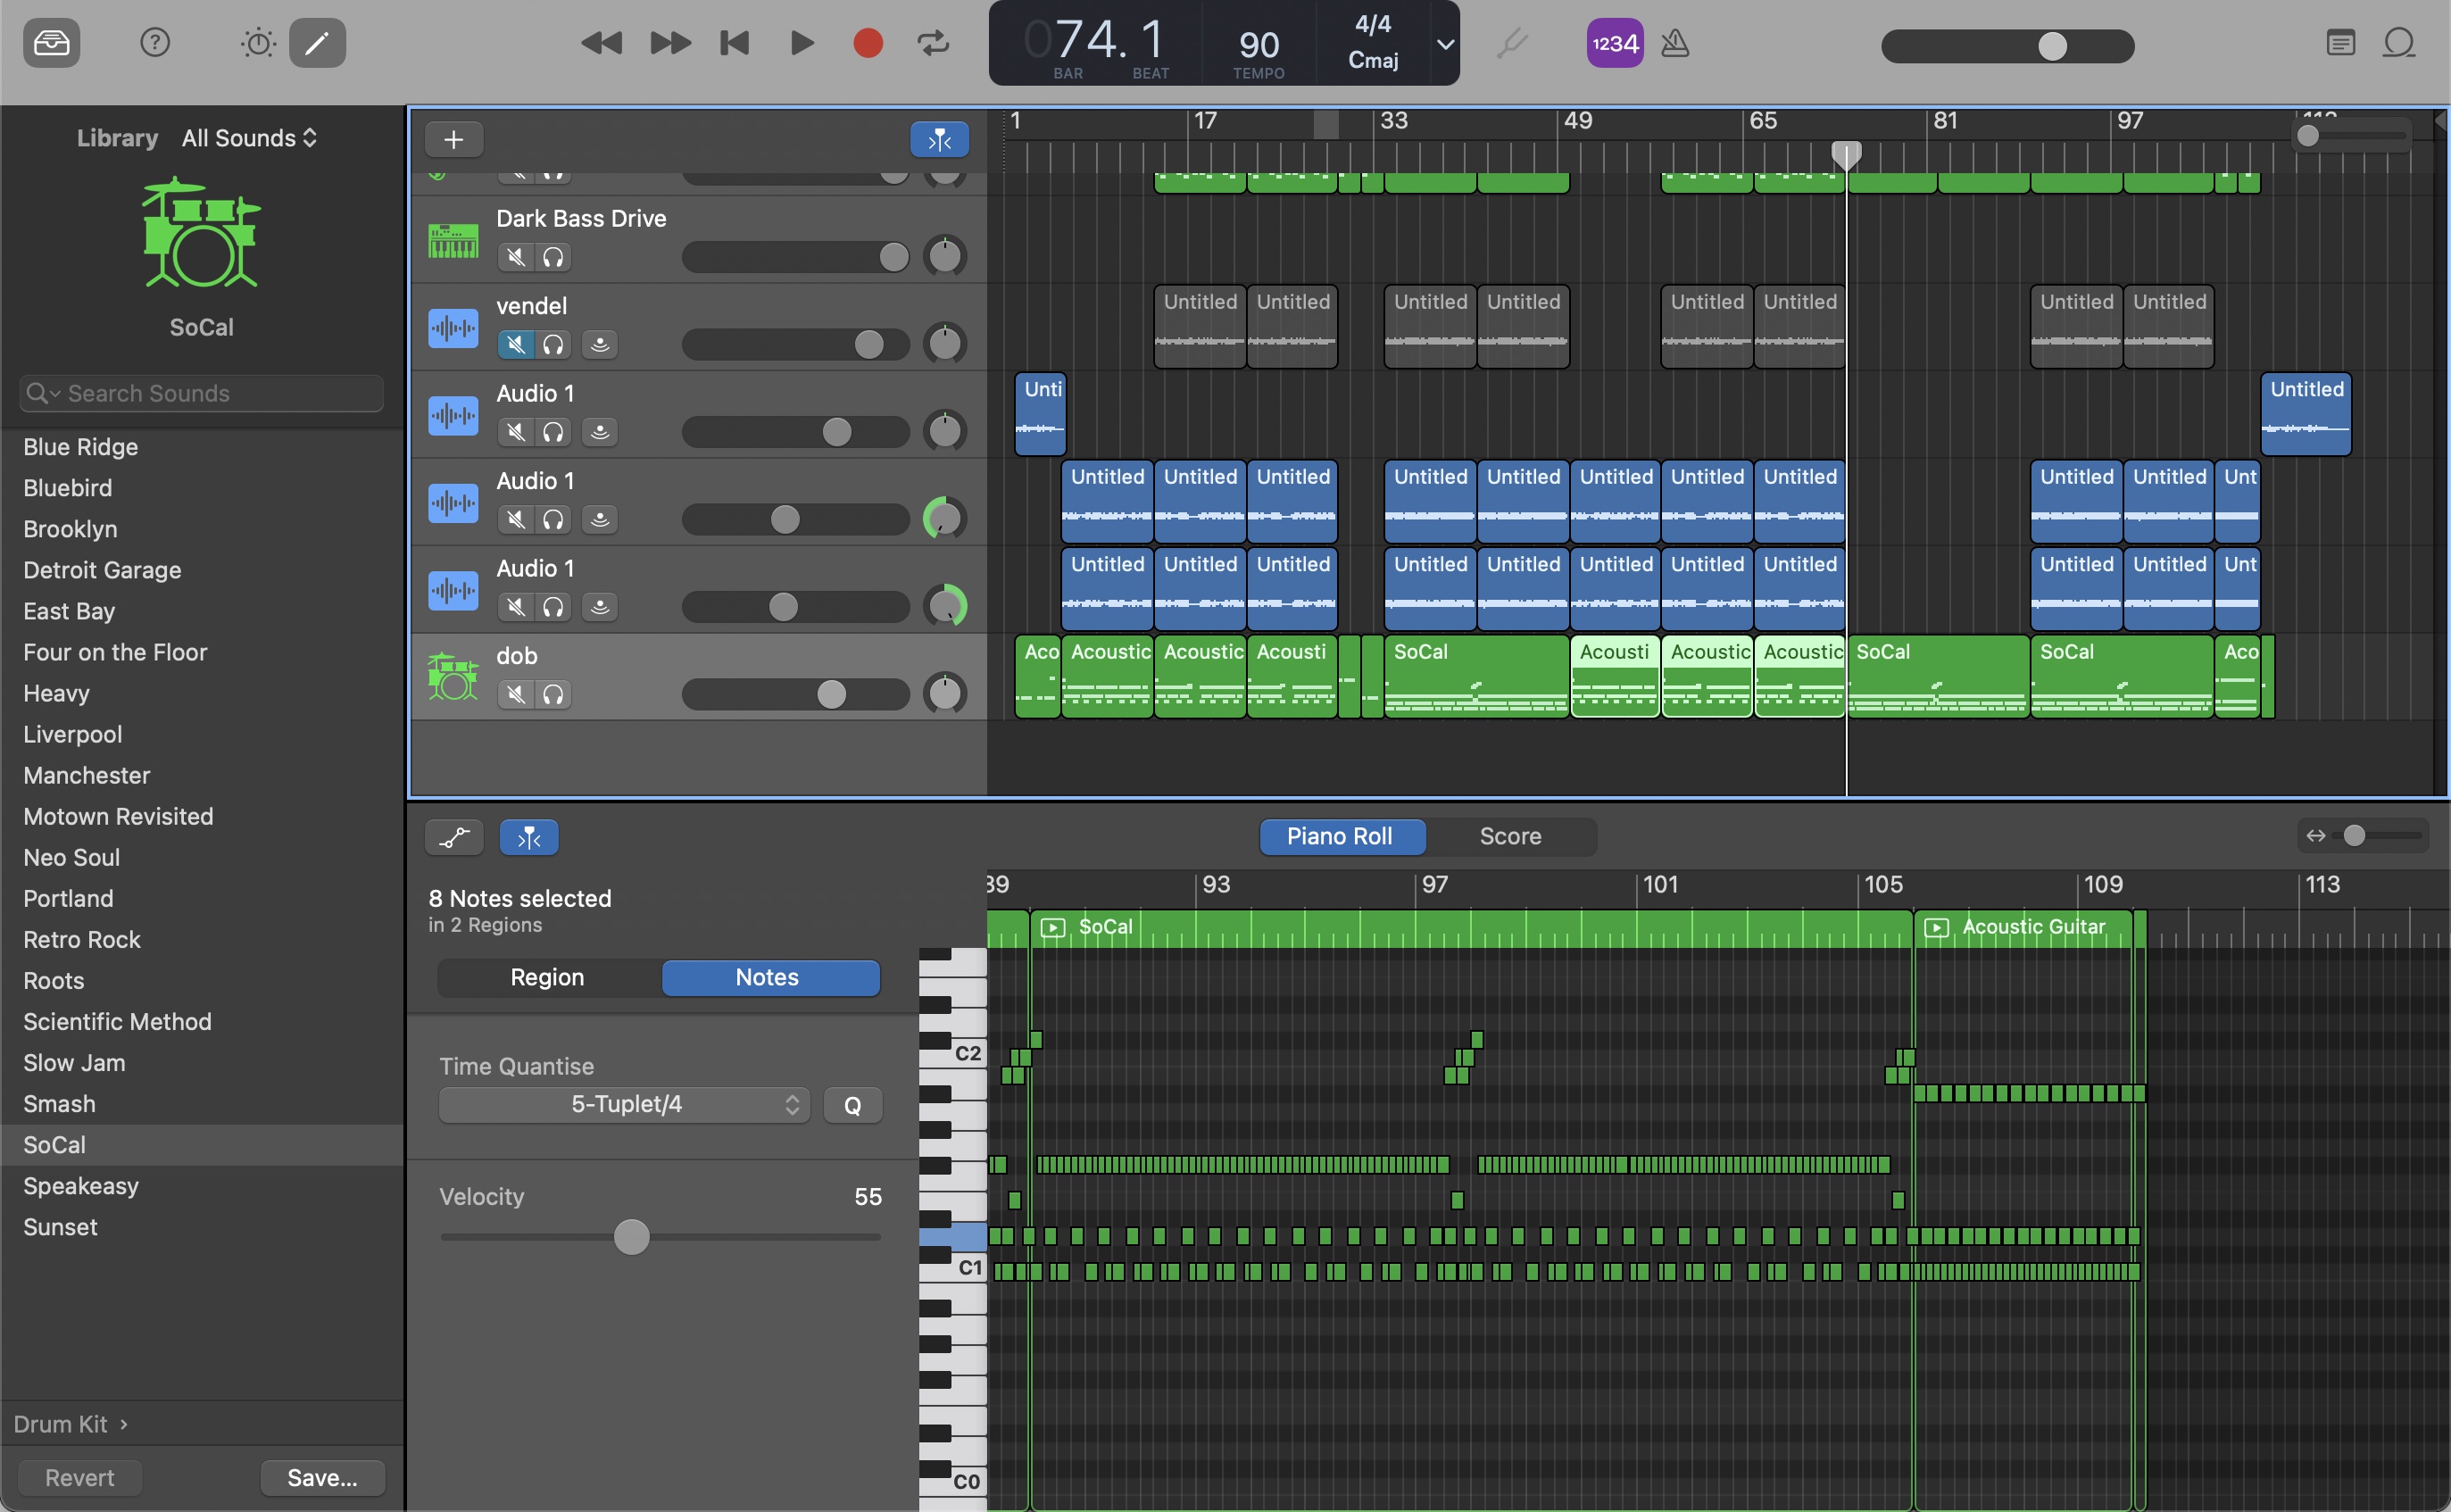 074. 1
BAR BEAT
90
TEMPO
4/4
Cmaj
1234
Library All Sounds
SoCal
Search Sounds
Blue Ridge
Bluebird
Brooklyn
Detroit Garage
East Bay
Four on the Floor
Heavy
Liverpool
Manchester
Motown Revisited
Neo Soul
Portland
Retro Rock
Roots
Scientific Method
Slow Jam
Smash
SoCal
Speakeasy
Sunset
Drum Kit ›
Revert Save...
1 17 33 49 65 81 97
Dark Bass Drive
vendel
Untitled Untitled Untitled Untitled Untitled Untitled Untitled Untitled
Audio 1
Unti Untitled
Audio 1
Untitled Untitled Untitled Untitled Untitled Untitled Untitled Untitled Untitled Untitled Unt
Audio 1
Untitled Untitled Untitled Untitled Untitled Untitled Untitled Untitled Untitled Untitled Unt
dob
Aco Acoustic Acoustic Acousti SoCal Acousti Acoustic Acoustic SoCal SoCal Aco
Piano Roll Score
8 Notes selected
in 2 Regions
Region Notes
Time Quantise
5-Tuplet/4 Q
Velocity 55
89 93 97 101 105 109 113
SoCal Acoustic Guitar
C2
C1
C0